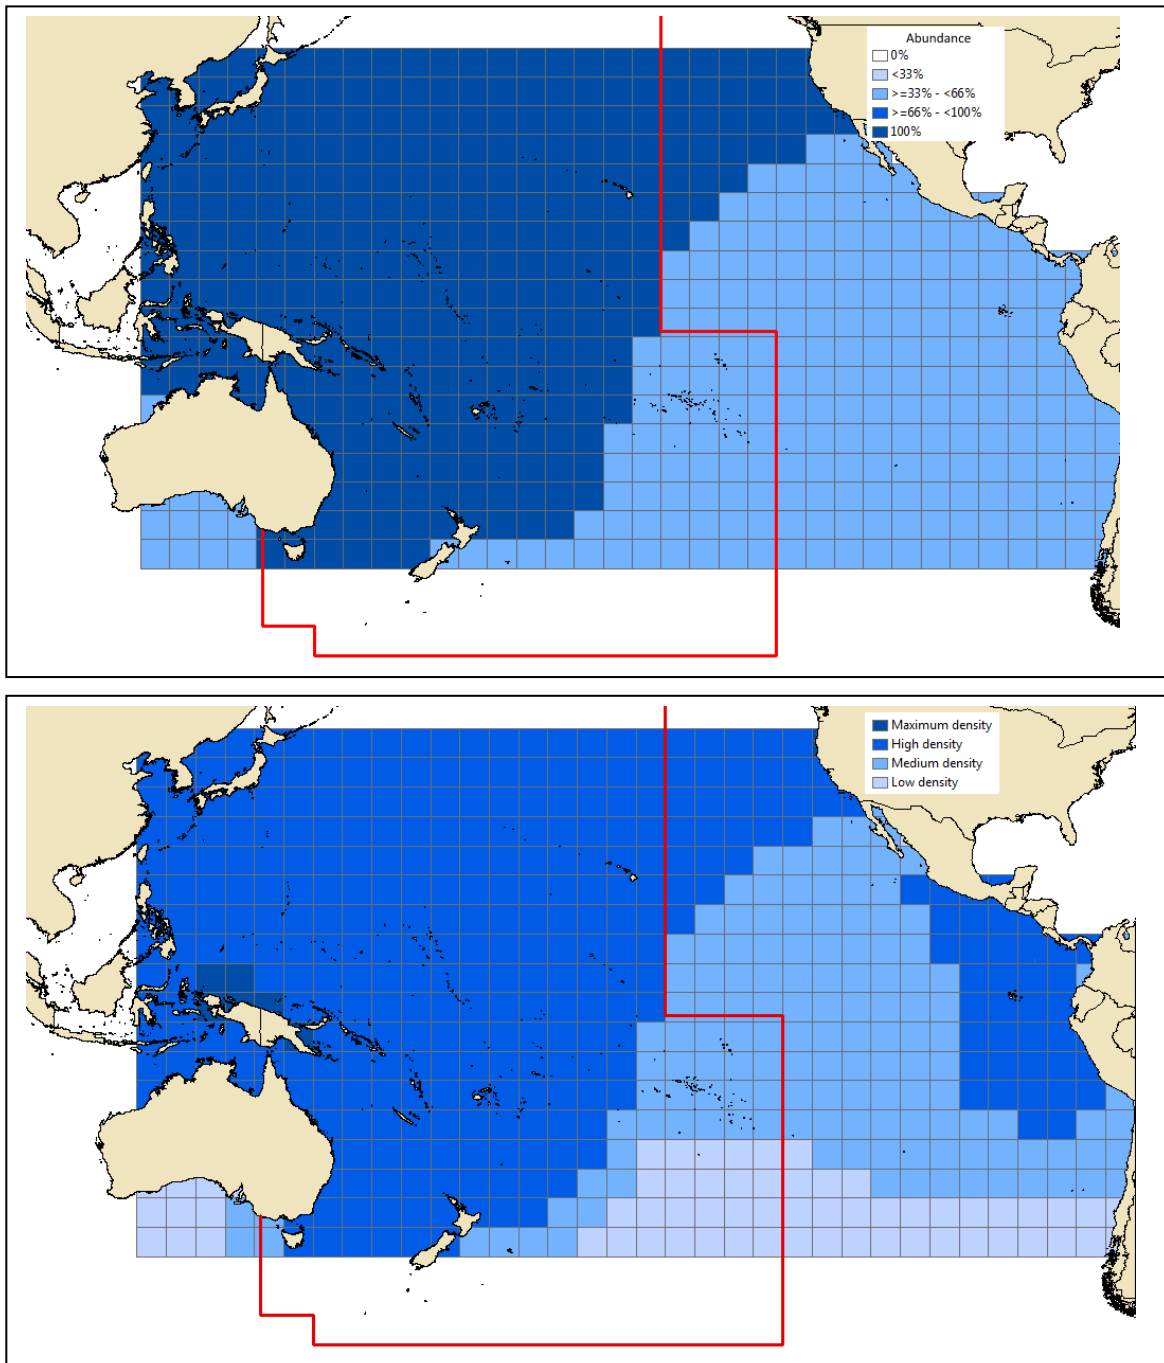 Abundance
0%
<33%
>=33% - <66%
>=66% - <100%
100%
Maximum density
High density
Medium density
Low density